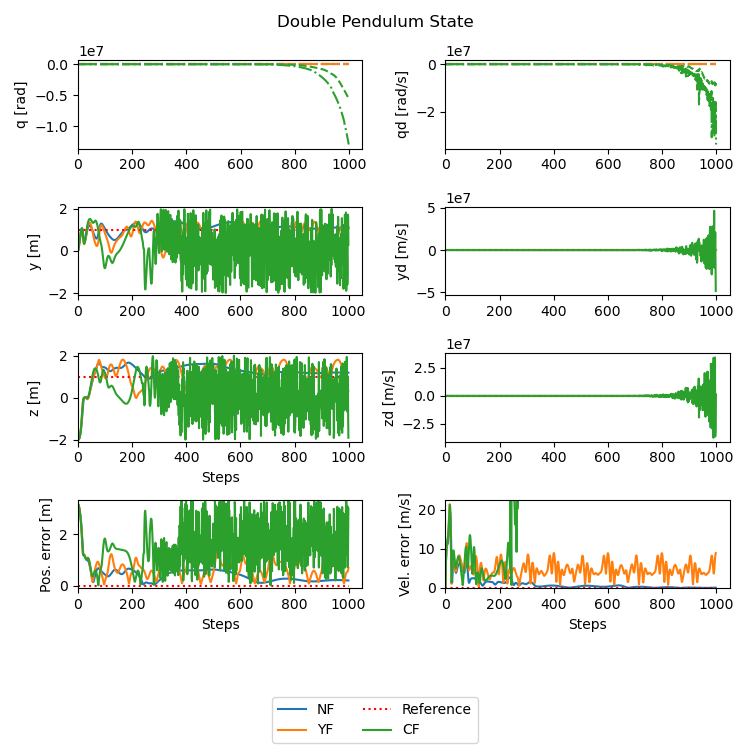 Double Pendulum State
1e7
0.0
−0.5
−1.0
q [rad]
0 200 400 600 800 1000
1e7
0
−2
qd [rad/s]
0 200 400 600 800 1000
2
0
−2
y [m]
0 200 400 600 800 1000
1e7
5
0
−5
yd [m/s]
0 200 400 600 800 1000
2
0
−2
z [m]
0 200 400 600 800 1000
Steps
1e7
2.5
0.0
−2.5
zd [m/s]
0 200 400 600 800 1000
2
0
Pos. error [m]
0 200 400 600 800 1000
Steps
20
10
0
Vel. error [m/s]
0 200 400 600 800 1000
Steps
NF
YF
Reference
CF